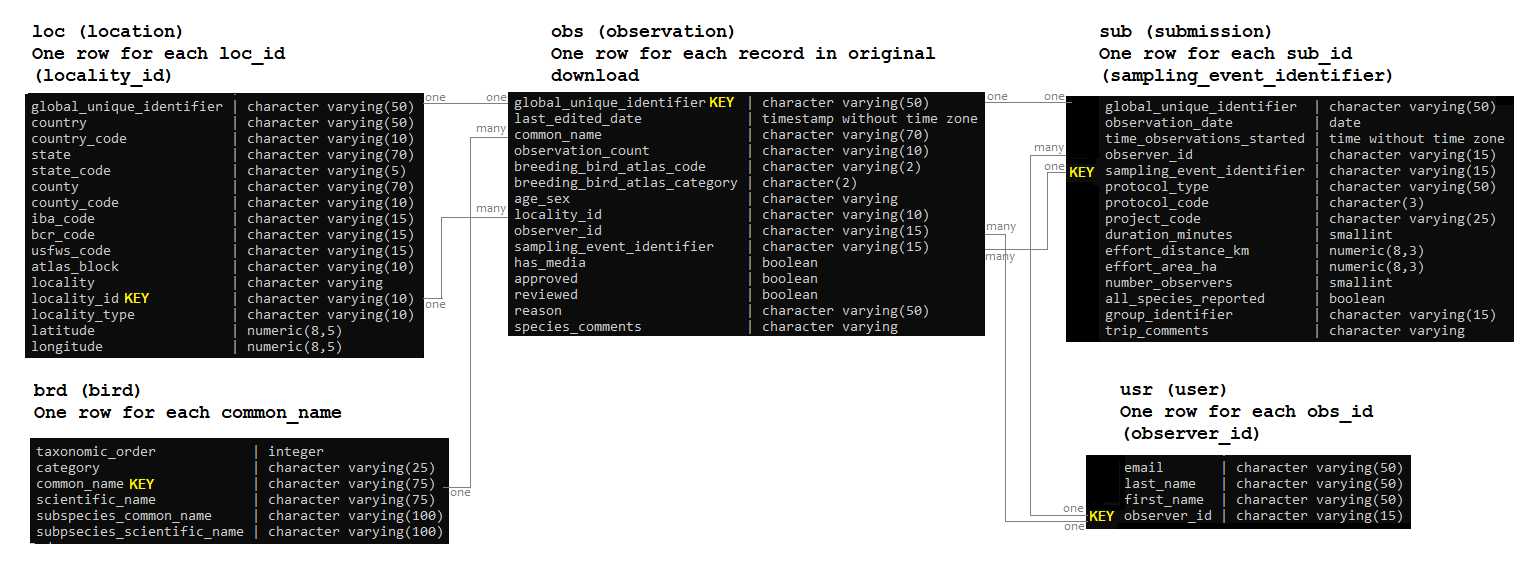 loc (location)
One row for each loc_id
(locality_id)
global_unique_identifier | character varying(50)
country | character varying(50)
country_code | character varying(10)
state | character varying(70)
state_code | character varying(5)
county | character varying(70)
county_code | character varying(10)
iba_code | character varying(15)
bcr_code | character varying(15)
usfws_code | character varying(15)
atlas_block | character varying(10)
locality | character varying
locality_id KEY | character varying(10)
locality_type | character varying(10)
latitude | numeric(8,5)
longitude | numeric(8,5)
one
one
many
many
one
obs (observation)
One row for each record in original
download
global_unique_identifier KEY | character varying(50)
last_edited_date | timestamp without time zone
common_name | character varying(70)
observation_count | character varying(10)
breeding_bird_atlas_code | character varying(2)
breeding_bird_atlas_category | character(2)
age_sex | character varying
locality_id | character varying(10)
observer_id | character varying(15)
sampling_event_identifier | character varying(15)
has_media | boolean
approved | boolean
reviewed | boolean
reason | character varying(50)
species_comments | character varying
one
one
many
one
many
many
sub (submission)
One row for each sub_id
(sampling_event_identifier)
global_unique_identifier | character varying(50)
observation_date | date
time_observations_started | time without time zone
observer_id | character varying(15)
KEY sampling_event_identifier | character varying(15)
protocol_type | character varying(50)
protocol_code | character(3)
project_code | character varying(25)
duration_minutes | smallint
effort_distance_km | numeric(8,3)
effort_area_ha | numeric(8,3)
number_observers | smallint
all_species_reported | boolean
group_identifier | character varying(15)
trip_comments | character varying
brd (bird)
One row for each common_name
taxonomic_order | integer
category | character varying(25)
common_name KEY | character varying(75)
scientific_name | character varying(75)
subspecies_common_name | character varying(100)
subpsecies_scientific_name | character varying(100)
one
usr (user)
One row for each obs_id
(observer_id)
email | character varying(50)
last_name | character varying(50)
first_name | character varying(50)
KEY observer_id | character varying(15)
one
one